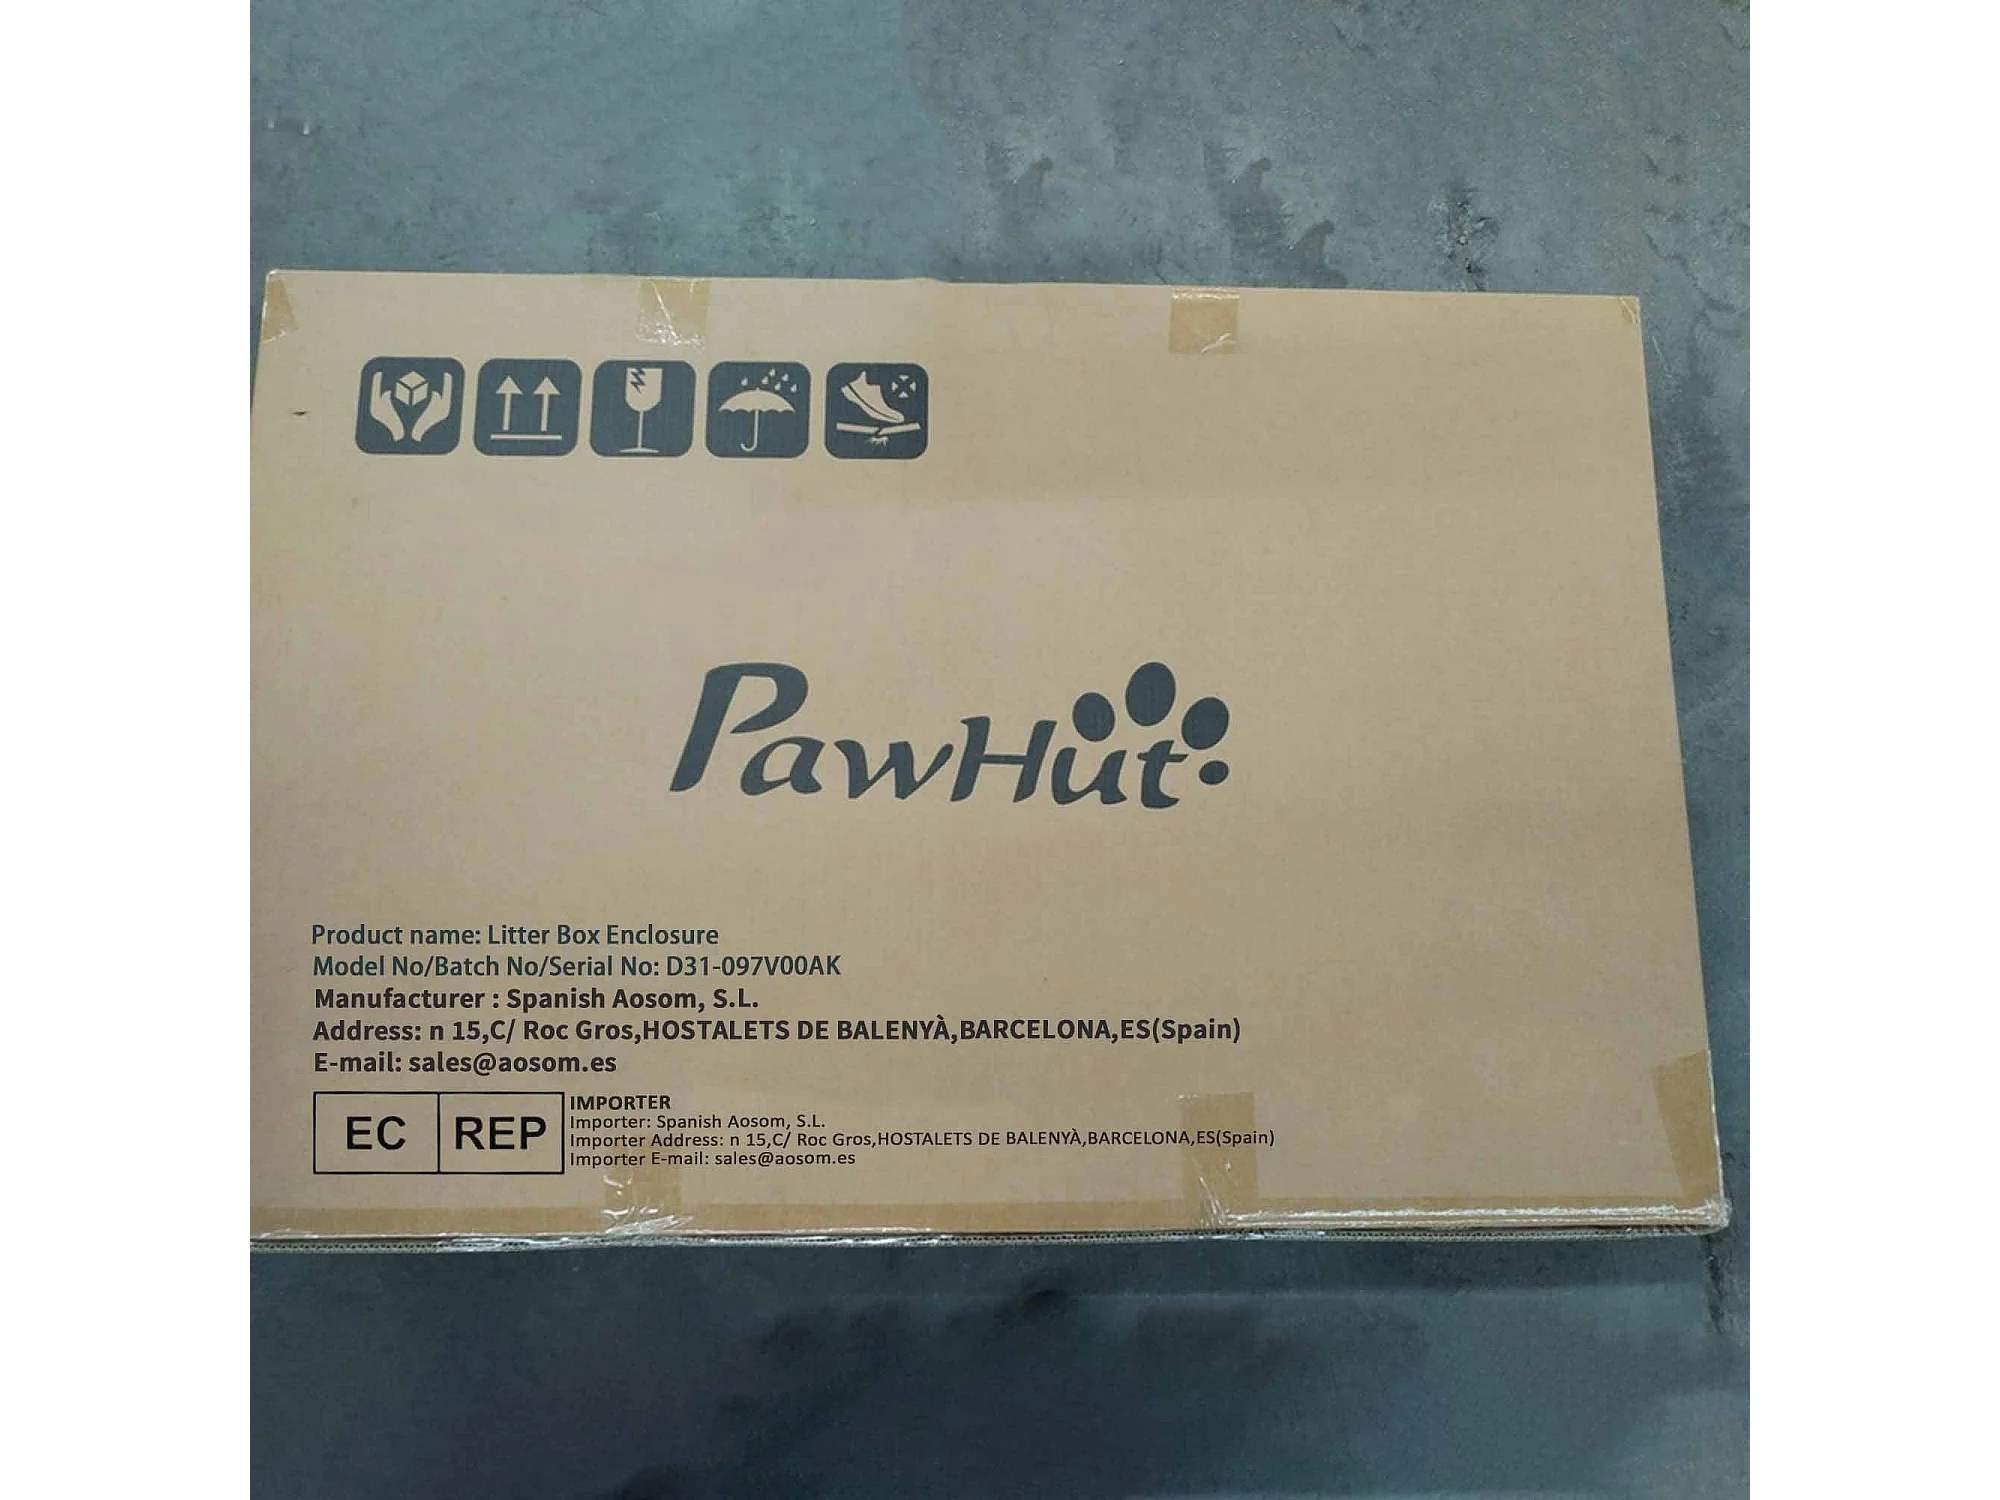 PawHut
Product name: Litter Box Enclosure
Model No/Batch No/Serial No: D31-097V00AK
Manufacturer : Spanish Aosom, S.L.
Address: n 15,C/ Roc Gros,HOSTALETS DE BALENYÀ,BARCELONA,ES(Spain)
E-mail: sales@aosom.es
EC REP
IMPORTER
Importer: Spanish Aosom, S.L.
Importer Address: n 15,C/ Roc Gros,HOSTALETS DE BALENYÀ,BARCELONA,ES(Spain)
Importer E-mail: sales@aosom.es